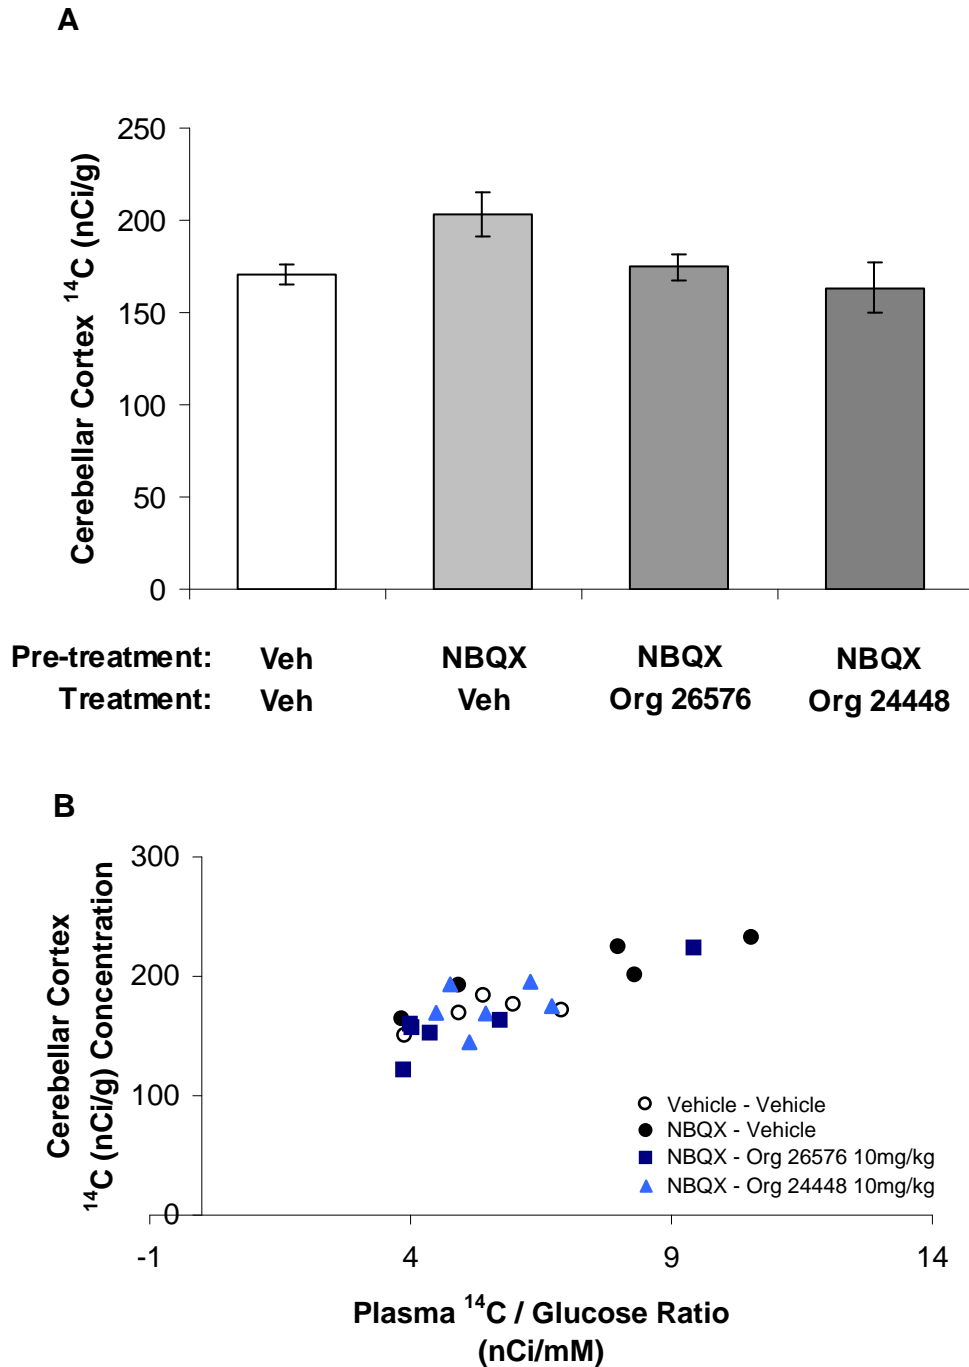 A
Cerebellar Cortex ¹⁴C (nCi/g)
250
200
150
100
50
0
Pre-treatment: Veh NBQX NBQX NBQX
Treatment: Veh Veh Org 26576 Org 24448
B
Cerebellar Cortex
¹⁴C (nCi/g) Concentration
300
200
100
0
Vehicle - Vehicle
NBQX - Vehicle
NBQX - Org 26576 10mg/kg
NBQX - Org 24448 10mg/kg
-1 4 9 14
Plasma ¹⁴C / Glucose Ratio
(nCi/mM)